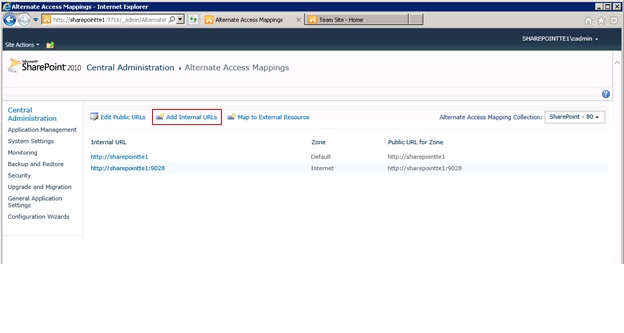 Alternate Access Mappings - Internet Explorer
http://sharepointte1:9716/_admin/Alternate
Alternate Access Mappings
Team Site - Home
SHAREPOINTTE1\cadmin
Site Actions
Microsoft
SharePoint 2010 Central Administration ▸ Alternate Access Mappings
Central Administration
Application Management
System Settings
Monitoring
Backup and Restore
Security
Upgrade and Migration
General Application Settings
Configuration Wizards
Edit Public URLs Add Internal URLs Map to External Resource Alternate Access Mapping Collection: SharePoint - 80
Internal URL Zone Public URL for Zone
http://sharepointte1 Default http://sharepointte1
http://sharepointte1:9028 Internet http://sharepointte1:9028